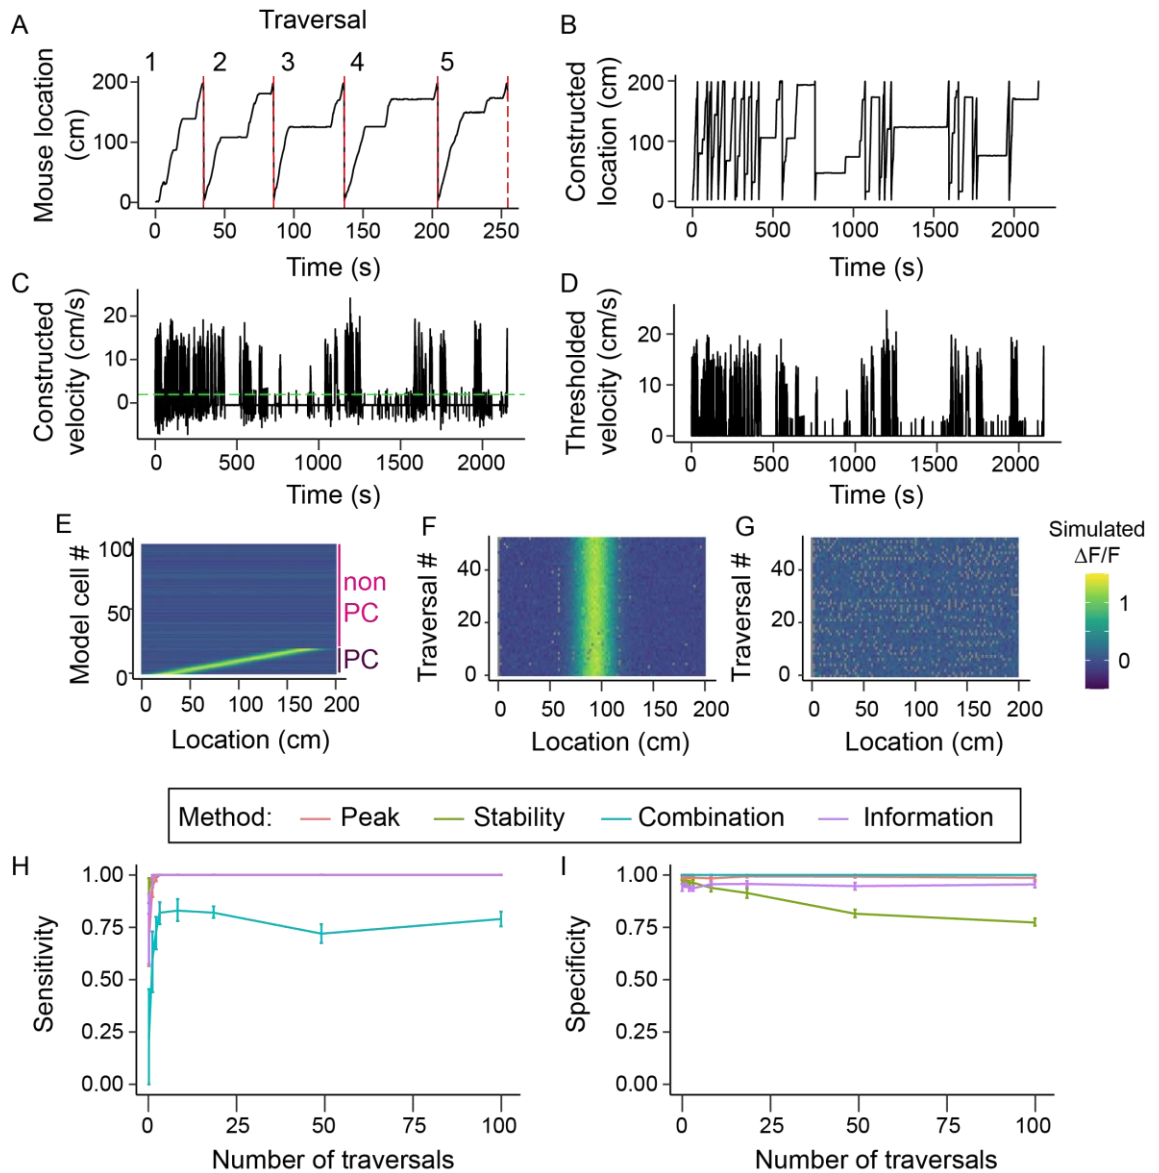 Traversal
A
1 2 3 4 5
Mouse location
(cm)
200
100
0
0 50 100 150 200 250
Time (s)
B
Constructed
location (cm)
200
100
0
0 500 1000 1500 2000
Time (s)
C
Constructed
velocity (cm/s)
20
10
0
0 500 1000 1500 2000
Time (s)
D
Thresholded
velocity (cm/s)
20
10
0
0 500 1000 1500 2000
Time (s)
E
Model cell #
100
50
0
non
PC
PC
0 50 100 150 200
Location (cm)
F
Traversal #
40
20
0
0 50 100 150 200
Location (cm)
G
Traversal #
40
20
0
0 50 100 150 200
Location (cm)
Simulated
ΔF/F
1
0
Method: Peak Stability Combination Information
H
Sensitivity
1.00
0.75
0.50
0.25
0.00
0 25 50 75 100
Number of traversals
I
Specificity
1.00
0.75
0.50
0.25
0.00
0 25 50 75 100
Number of traversals